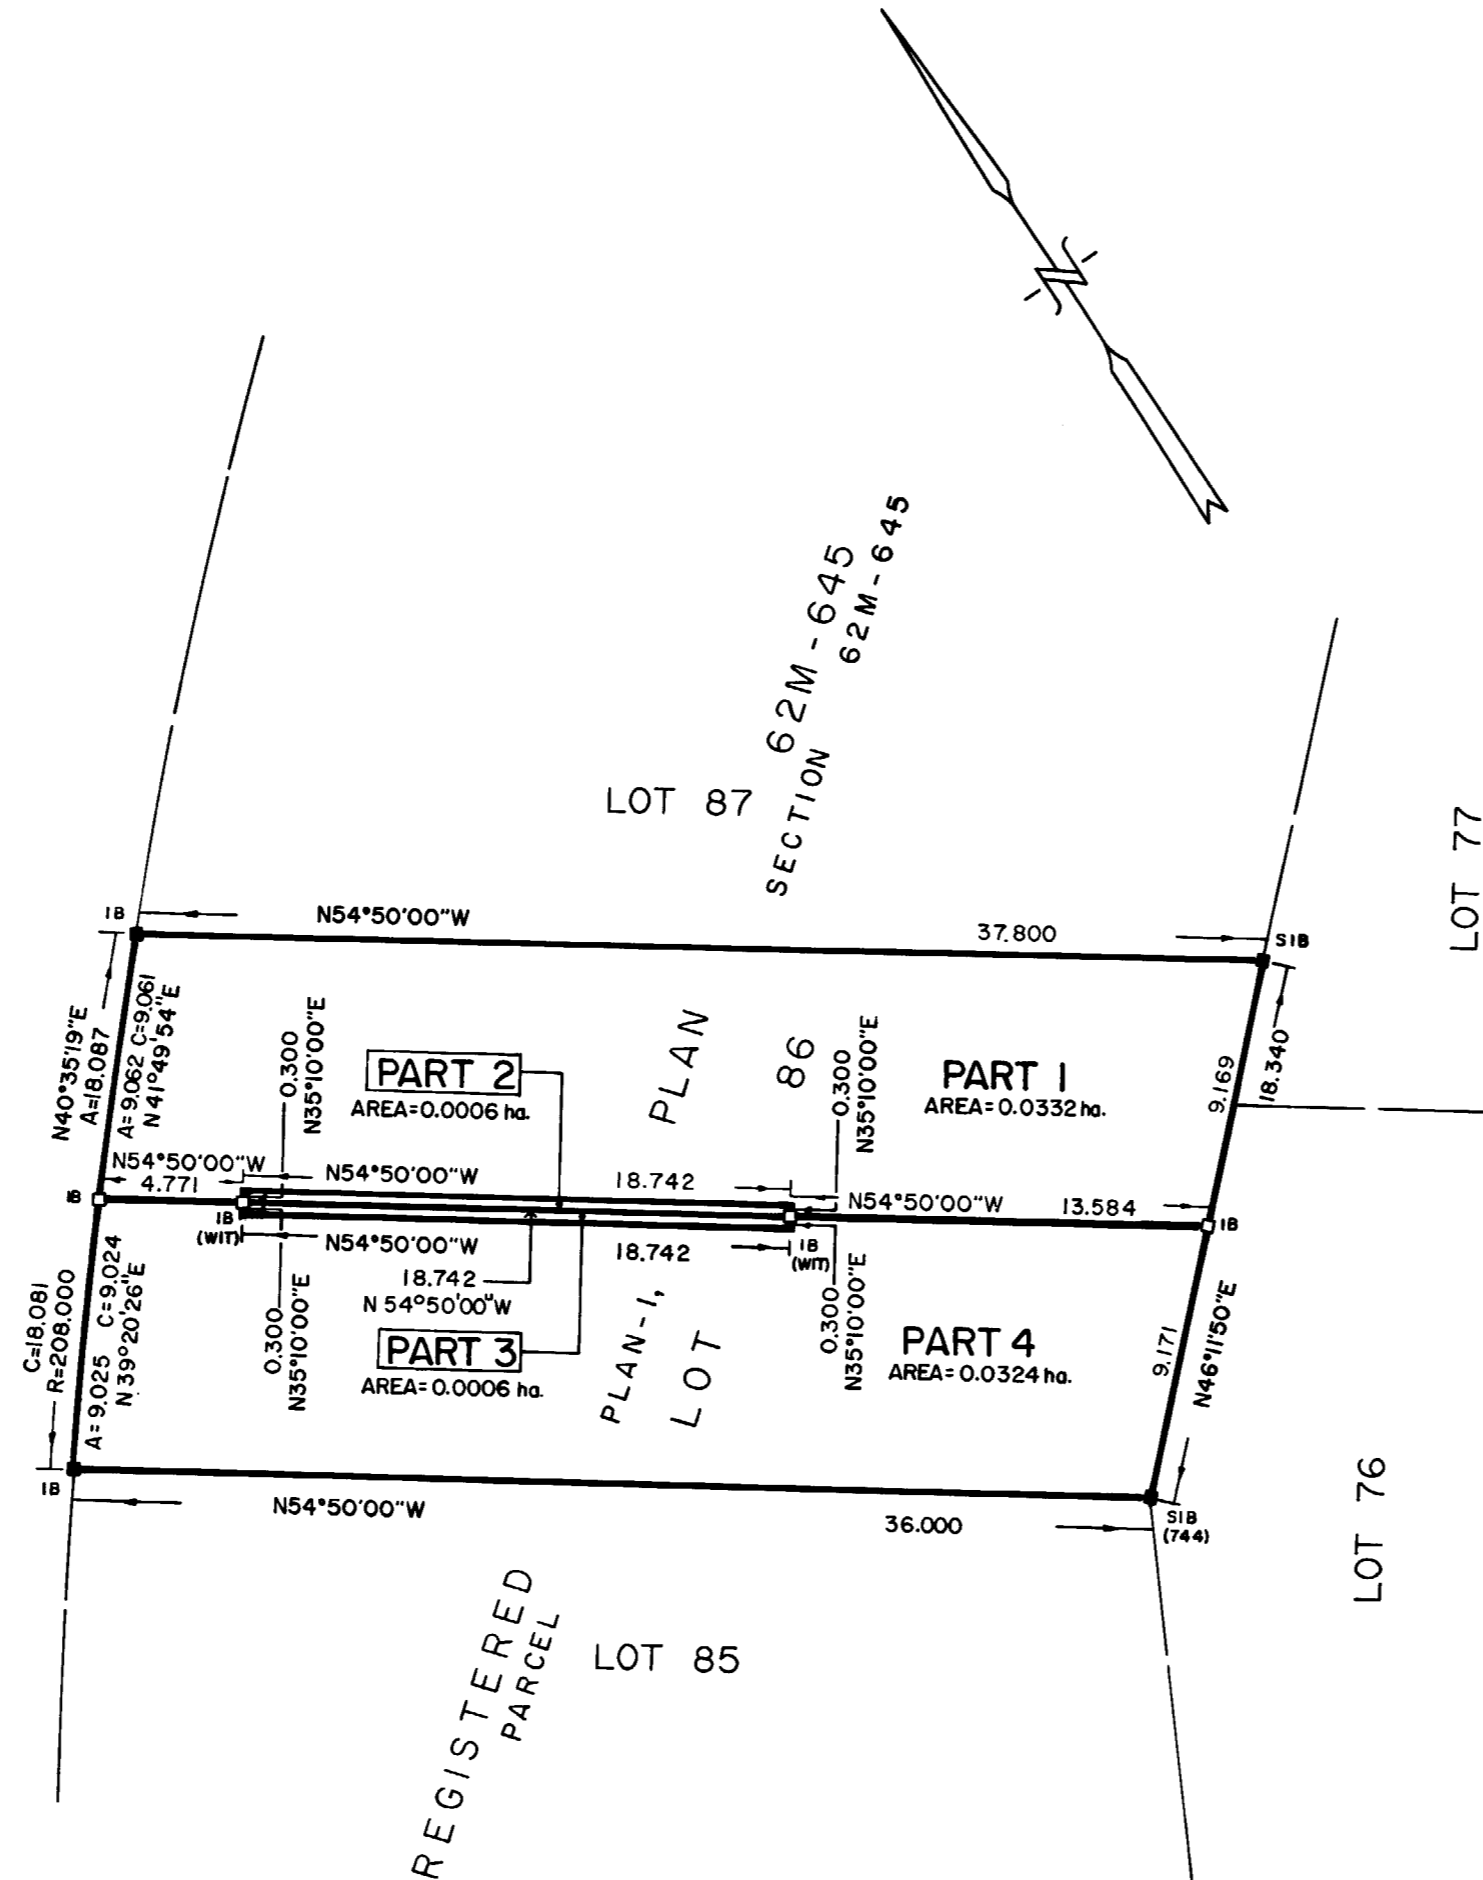 62M-645
SECTION 62M-645
LOT 87
LOT 77
IB
N54°50'00"W
37.800
SIB
N40°35'19"E
A=18.087
A=9.062 C=9.061
N41°49'54"E
0.300
N35°10'00"E
PART 2
AREA=0.0006 ha.
PLAN
PLAN
86
0.300
N35°10'00"E
PART 1
AREA=0.0332 ha.
9.169
18.340
N54°50'00"W
4.771
N54°50'00"W
18.742
N54°50'00"W
13.584
IB
IB
(WIT)
IB
N54°50'00"W
18.742
IB
(WIT)
18.742
N 54°50'00"W
C=18.081
R=208.000
A=9.025 C=9.024
N39°20'26"E
0.300
N35°10'00"E
PART 3
AREA=0.0006 ha.
PLAN-1,
LOT
0.300
N35°10'00"E
PART 4
AREA=0.0324 ha.
9.171
N46°11'50"E
IB
N54°50'00"W
36.000
SIB
(744)
LOT 76
REGISTERED
PARCEL
LOT 85